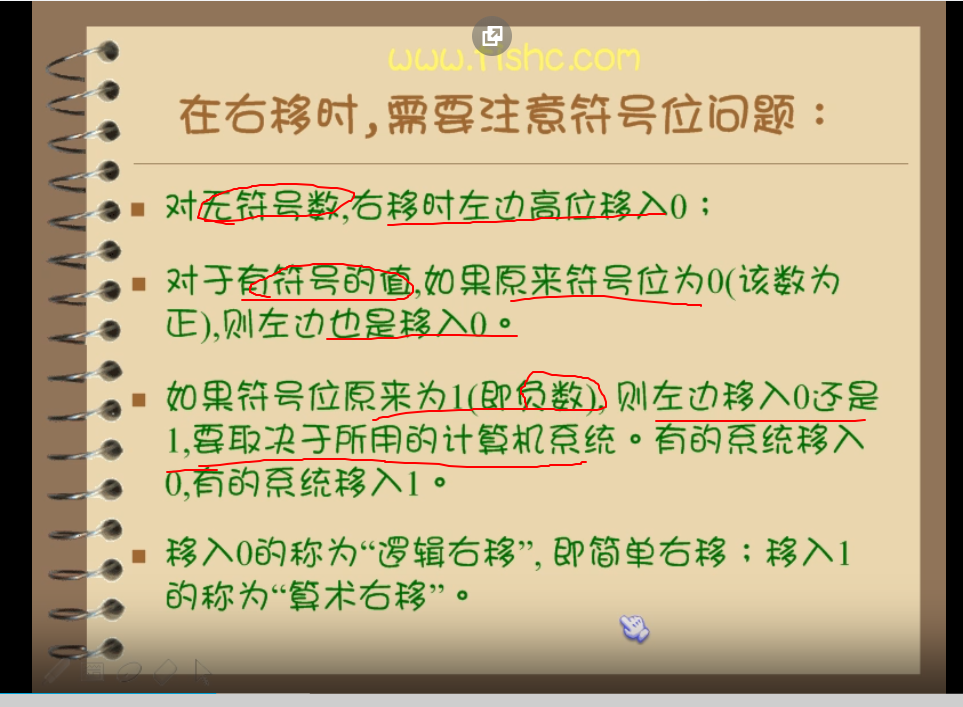 在右移时,需要注意符号位问题：
对无符号数,右移时左边高位移入0；
对于有符号的值,如果原来符号位为0(该数为
正),则左边也是移入0。
如果符号位原来为1(即负数),则左边移入0还是
1,要取决于所用的计算机系统。有的系统移入
0,有的系统移入1。
移入0的称为“逻辑右移”,即简单右移；移入1
的称为“算术右移”。